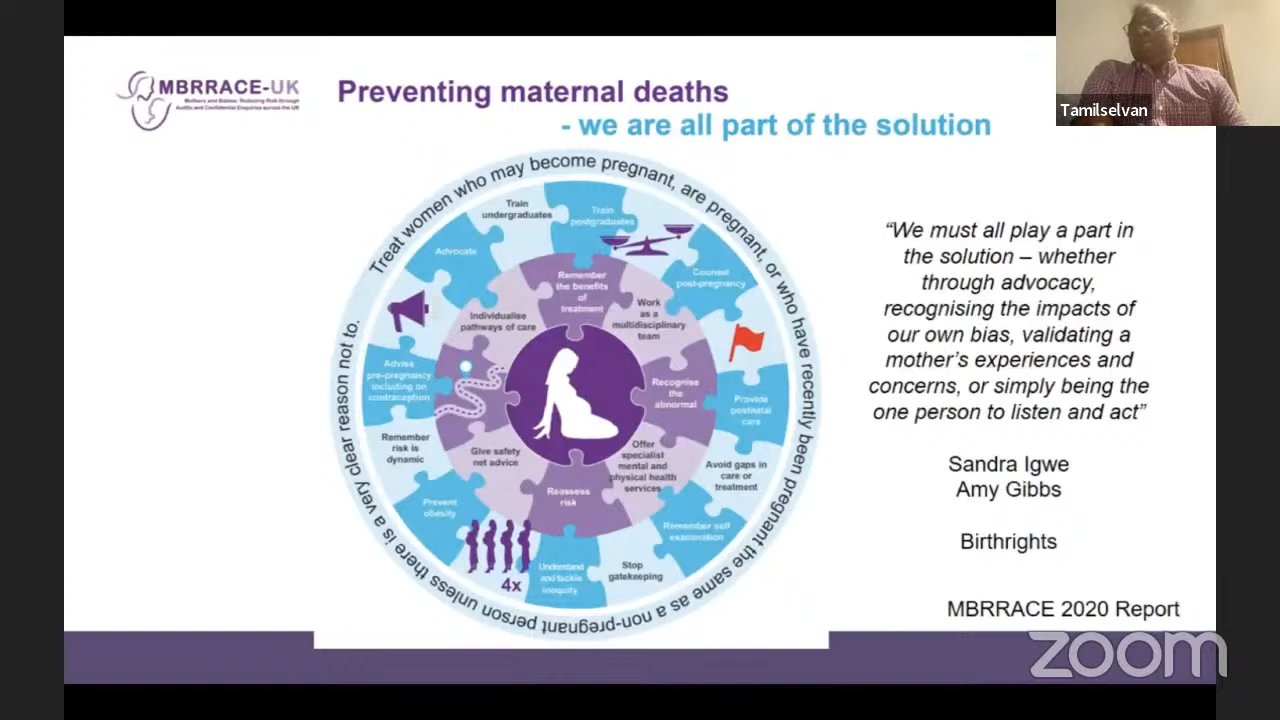 MBRRACE-UK
Mothers and Babies: Reducing Risk through
Audits and Confidential Enquiries across the UK
Preventing maternal deaths
- we are all part of the solution
Tamilselvan
Treat women who may become pregnant, are pregnant, or who have recently been pregnant the same as a non-pregnant person unless there is a very clear reason not to.
Train
undergraduates
Train
postgraduates
Counsel
post-pregnancy
Provide
postnatal
care
Avoid gaps in
care or
treatment
Remember self
examination
Stop
gatekeeping
Understand
and tackle
inequity
4x
Prevent
obesity
Remember
risk is
dynamic
Advise
pre-pregnancy
including on
contraception
Advocate
Remember
the benefits
of
treatment
Work
as a
multidisciplinary
team
Recognise
the
abnormal
Offer
specialist
mental and
physical health
services
Reassess
risk
Give safety
net advice
Individualise
pathways of care
“We must all play a part in
the solution – whether
through advocacy,
recognising the impacts of
our own bias, validating a
mother’s experiences and
concerns, or simply being the
one person to listen and act”
Sandra Igwe
Amy Gibbs
Birthrights
MBRRACE 2020 Report
zoom